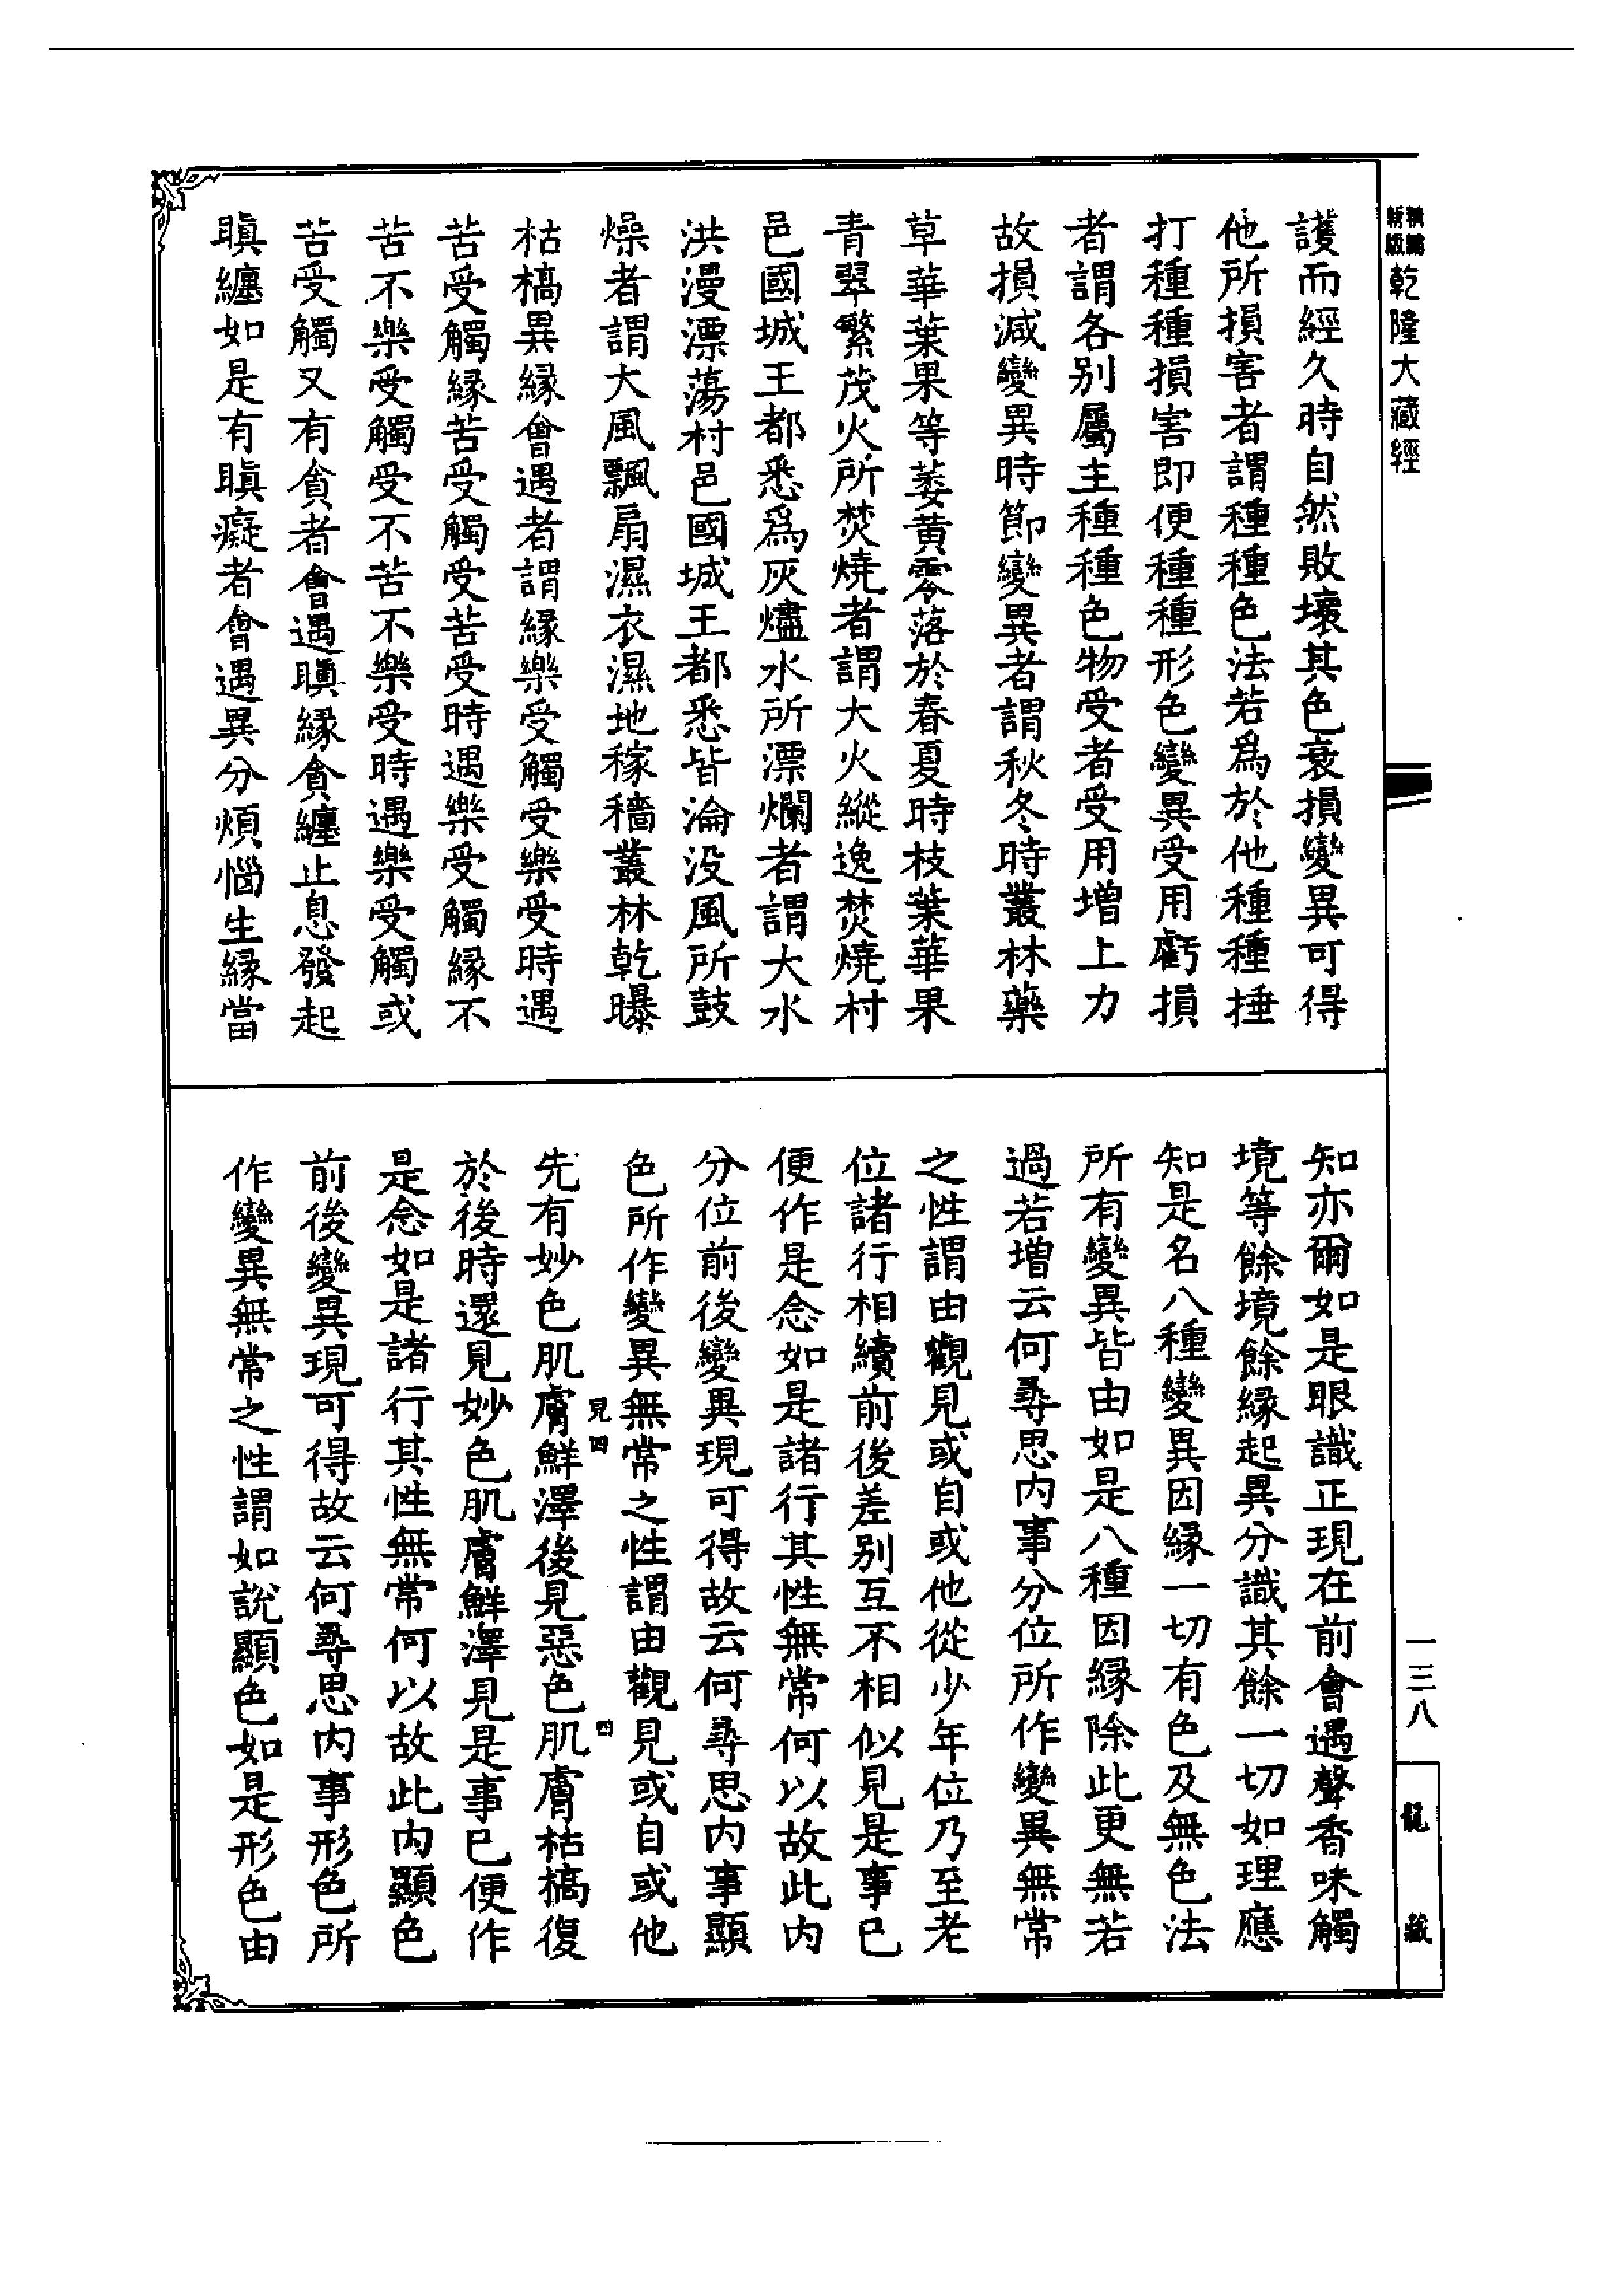 乾隆大藏經
護而經久時自然敗壞其色衰損變異可得
他所損害者謂種種色法若爲於他種種捶
打種種損害即便種種形色變異受用虧損
者謂各别屬主種種色物受者受用增上力
故損減變異時節變異者謂秋冬時叢林藥
草華葉果等萎黃零落於春夏時枝葉華果
青翠繁茂火所焚燒者謂大火縱逸焚燒村
邑國城王都悉爲灰燼水所漂爛者謂大水
洪漫漂蕩村邑國城王都悉皆淪没風所鼓
燥者謂大風飄扇濕衣濕地稼穡叢林乾曝
枯槁異緣會遇者謂緣樂受觸受樂受時遇
苦受觸緣苦受觸受苦受時遇樂受觸緣不
苦不樂受觸受不苦不樂受時遇樂受觸或
苦受觸又有貪者會遇瞋緣貪纏止息發起
瞋纏如是有瞋癡者會遇異分煩惱生緣當
知亦爾如是眼識正現在前會遇聲香味觸
境等餘境餘緣起異分識其餘一切如理應
知是名八種變異因緣一切有色及無色法
所有變異皆由如是八種因緣除此更無若
過若增云何尋思内事分位所作變異無常
之性謂由觀見或自或他從少年位乃至老
位諸行相續前後差别互不相似見是事已
便作是念如是諸行其性無常何以故此内
分位前後變異現可得故云何尋思内事顯
色所作變異無常之性謂由觀見或自或他
先有妙色肌膚鮮澤後見惡色肌膚枯槁復
見四
四
於後時還見妙色肌膚鮮澤見是事已便作
是念如是諸行其性無常何以故此内顯色
前後變異現可得故云何尋思内事形色所
作變異無常之性謂如說顯色如是形色由
一三八
龍藏